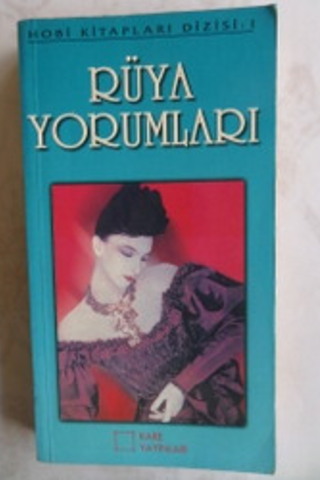 HOBİ KİTAPLARI DİZİSİ-1
RÜYA
YORUMLARI
KARE
YAYINLARI